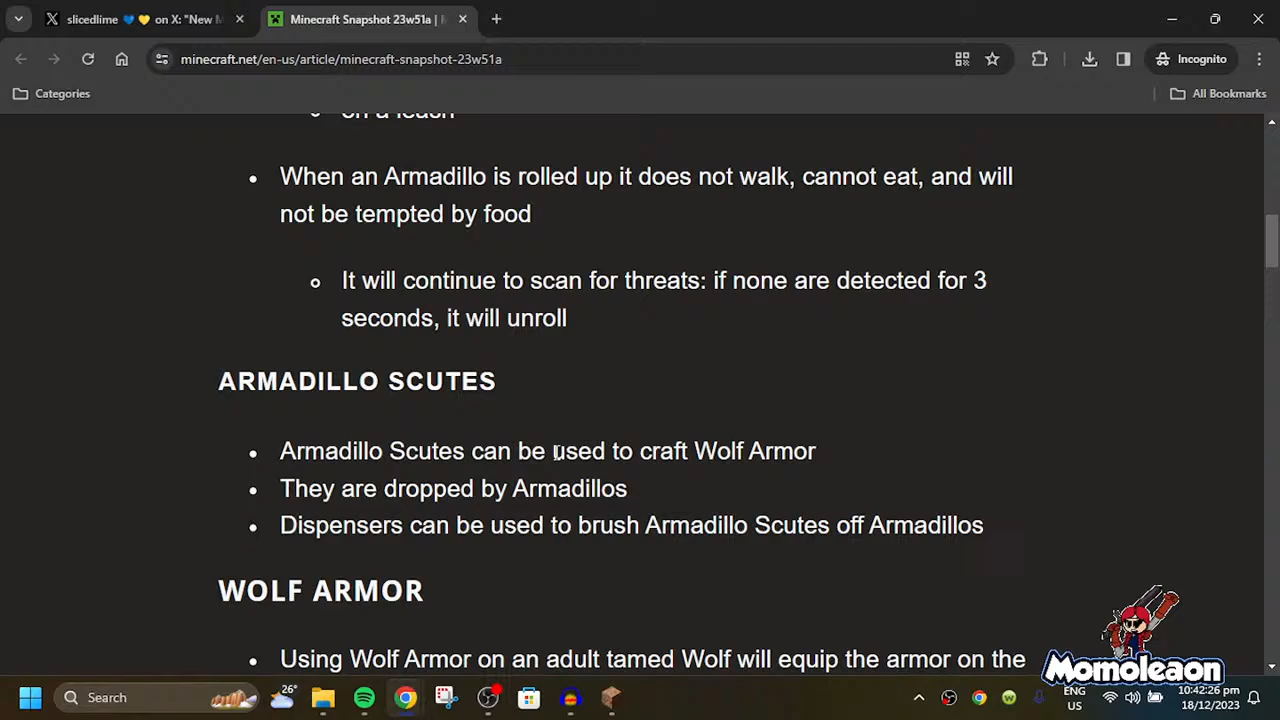 slicedlime 💙 💛 on X: "New M
Minecraft Snapshot 23w51a | M
minecraft.net/en-us/article/minecraft-snapshot-23w51a
Incognito
Categories
All Bookmarks
on a leash
When an Armadillo is rolled up it does not walk, cannot eat, and will
not be tempted by food
It will continue to scan for threats: if none are detected for 3
seconds, it will unroll
ARMADILLO SCUTES
Armadillo Scutes can be used to craft Wolf Armor
They are dropped by Armadillos
Dispensers can be used to brush Armadillo Scutes off Armadillos
WOLF ARMOR
Using Wolf Armor on an adult tamed Wolf will equip the armor on the
Momoleaon
Search
26°
ENG
US
10:42:26 pm
18/12/2023